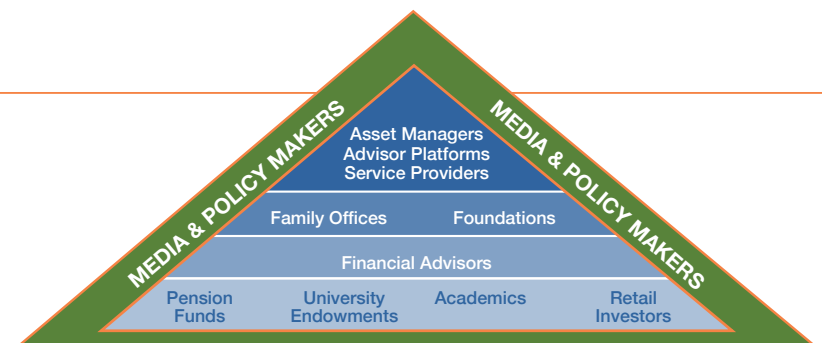 MEDIA & POLICY MAKERS
MEDIA & POLICY MAKERS
Asset Managers
Advisor Platforms
Service Providers
Family Offices
Foundations
Financial Advisors
Pension
Funds
University
Endowments
Academics
Retail
Investors